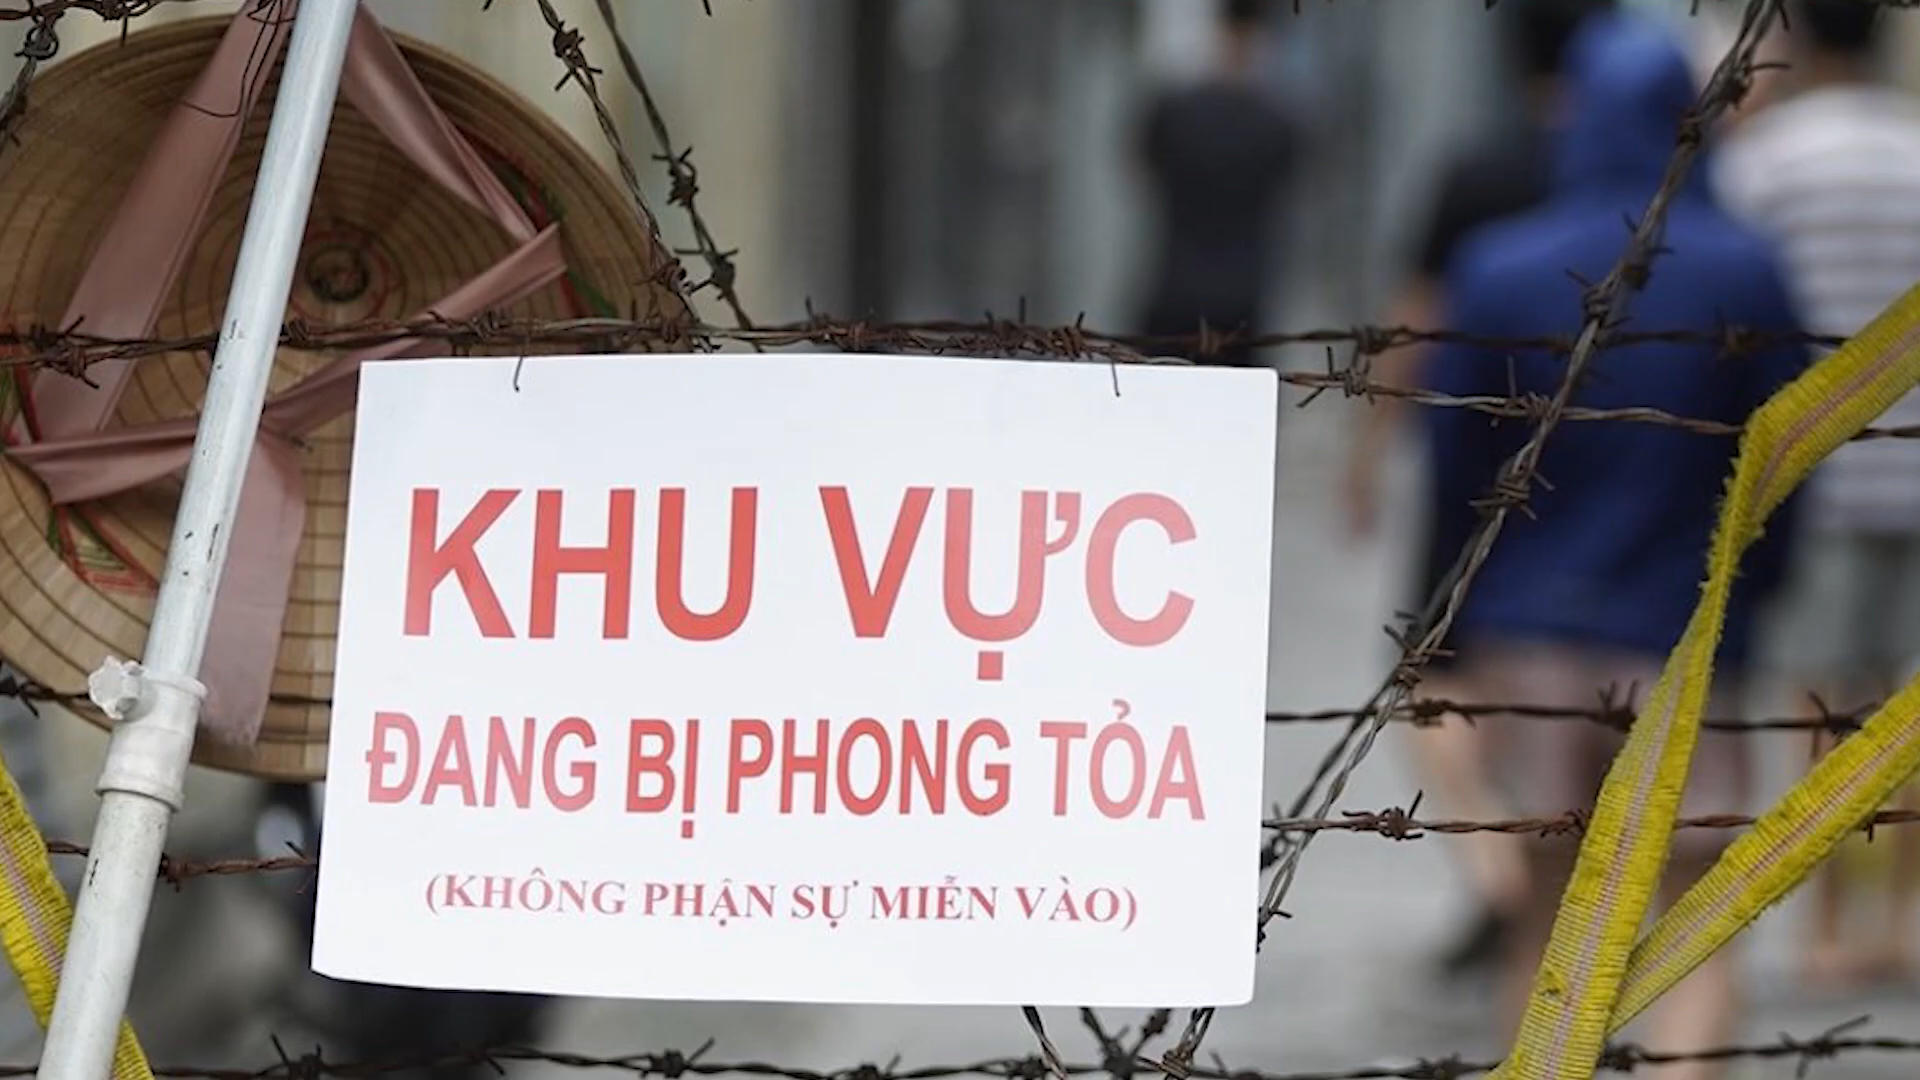 KHU VỰC
ĐANG BỊ PHONG TỎA
(KHÔNG PHẬN SỰ MIỄN VÀO)